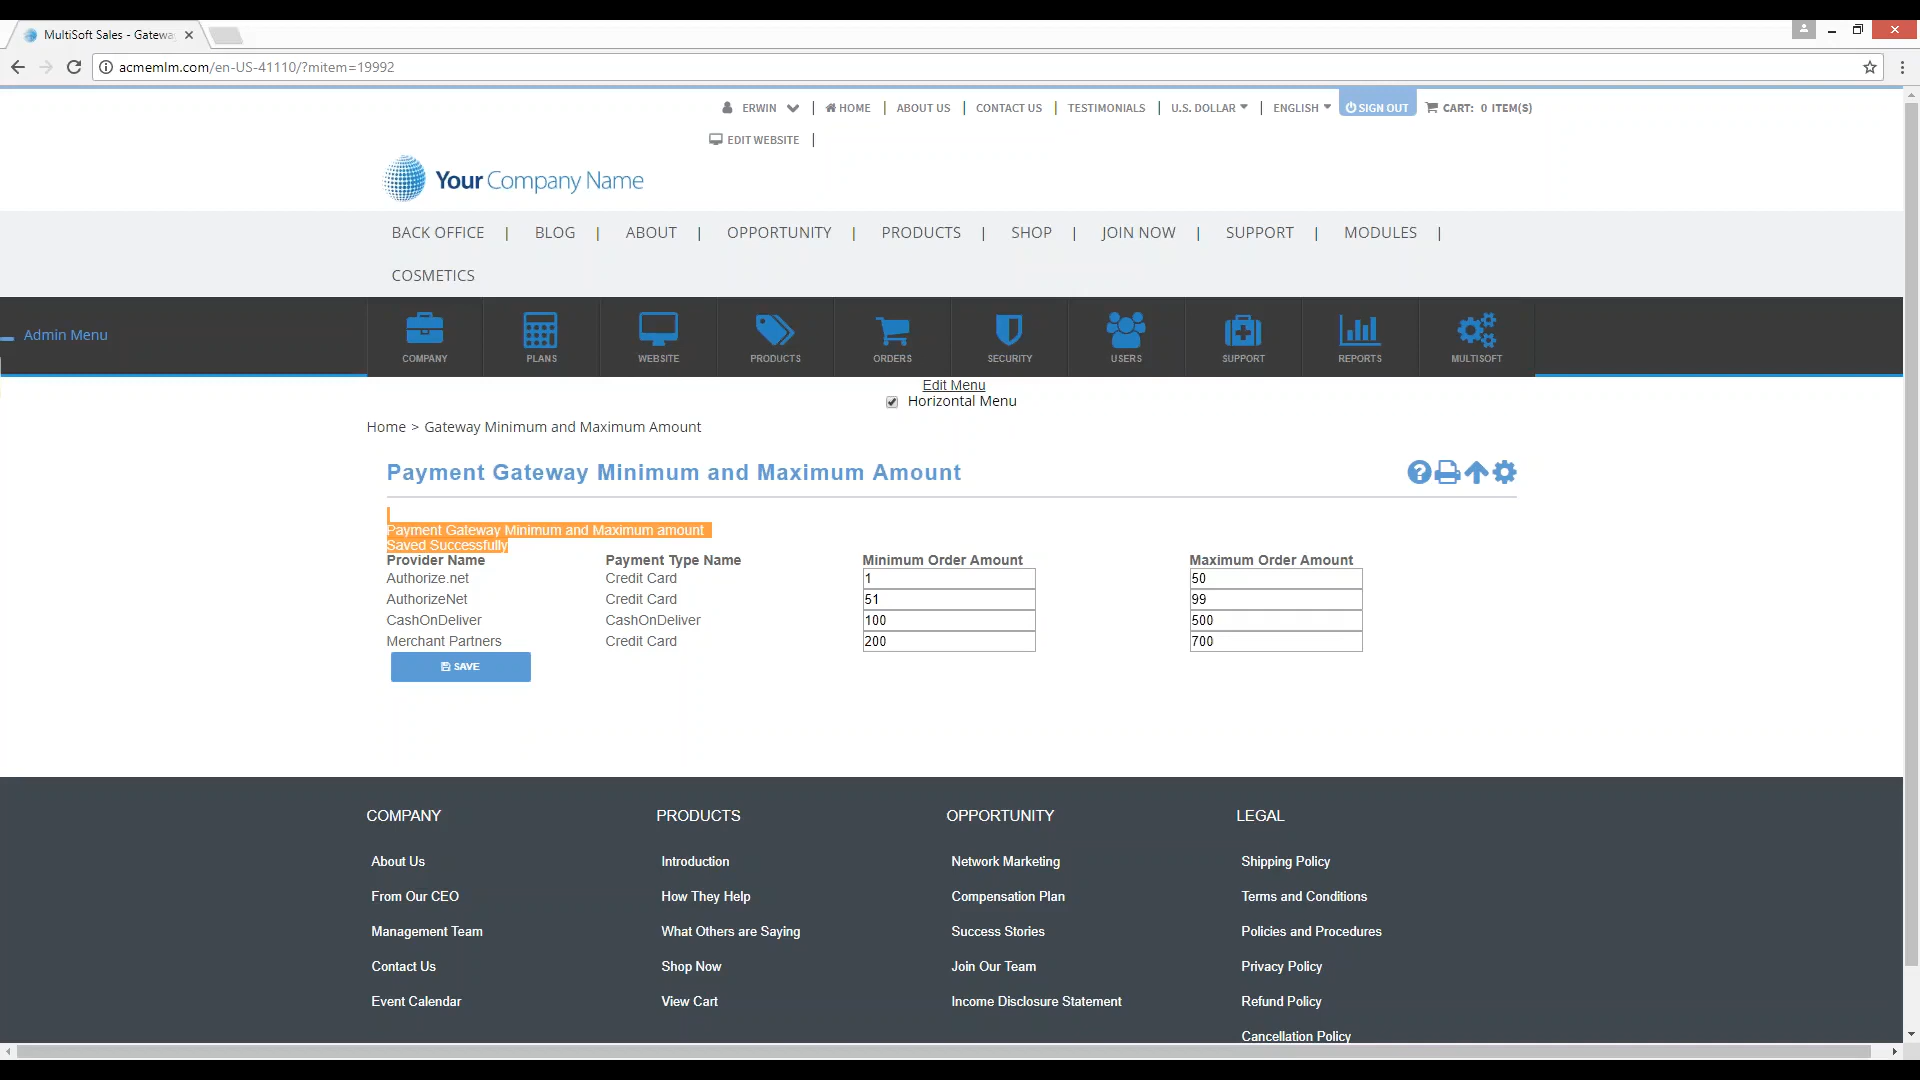 MultiSoft Sales - Gatewa
acmemlm.com/en-US-41110/?mitem=19992
ERWIN | HOME | ABOUT US | CONTACT US | TESTIMONIALS | U.S. DOLLAR | ENGLISH SIGN OUT CART: 0 ITEM(S)
EDIT WEBSITE |
Your Company Name
BACK OFFICE | BLOG | ABOUT | OPPORTUNITY | PRODUCTS | SHOP | JOIN NOW | SUPPORT | MODULES |
COSMETICS
Admin Menu
COMPANY PLANS WEBSITE PRODUCTS ORDERS SECURITY USERS SUPPORT REPORTS MULTISOFT
Edit Menu
Horizontal Menu
Home > Gateway Minimum and Maximum Amount
Payment Gateway Minimum and Maximum Amount
Payment Gateway Minimum and Maximum amount
Saved Successfully
Provider Name Payment Type Name Minimum Order Amount Maximum Order Amount
Authorize.net Credit Card 1 50
AuthorizeNet Credit Card 51 99
CashOnDeliver CashOnDeliver 100 500
Merchant Partners Credit Card 200 700
SAVE
COMPANY PRODUCTS OPPORTUNITY LEGAL
About Us Introduction Network Marketing Shipping Policy
From Our CEO How They Help Compensation Plan Terms and Conditions
Management Team What Others are Saying Success Stories Policies and Procedures
Contact Us Shop Now Join Our Team Privacy Policy
Event Calendar View Cart Income Disclosure Statement Refund Policy
Cancellation Policy